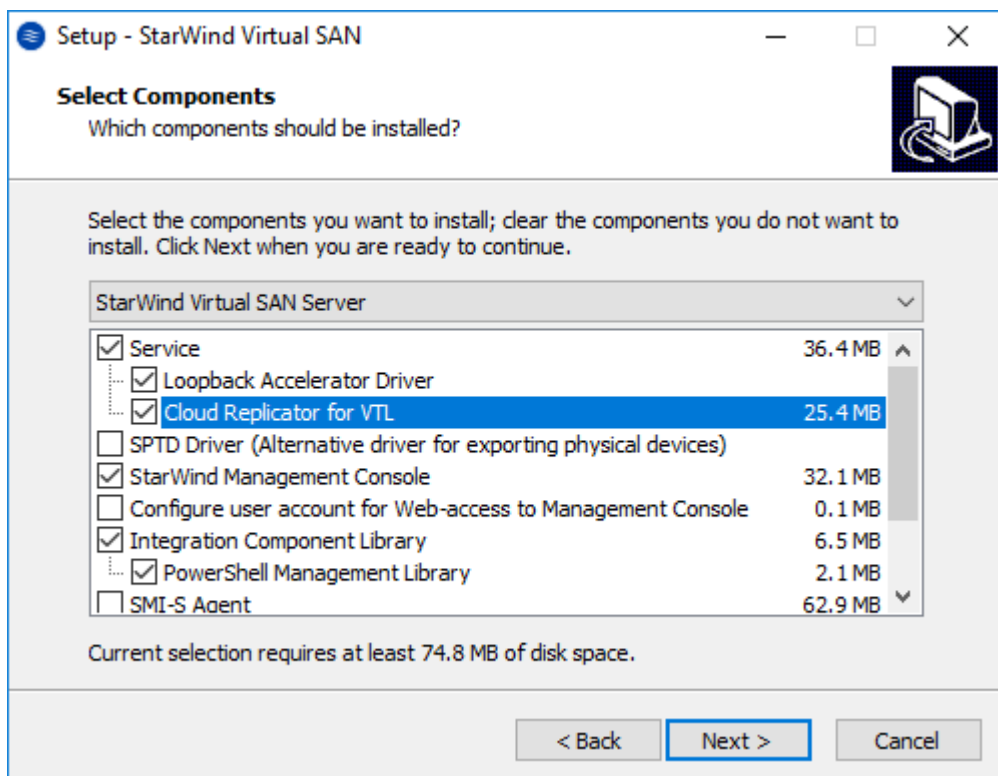 Setup - StarWind Virtual SAN
Select Components
Which components should be installed?
Select the components you want to install; clear the components you do not want to
install. Click Next when you are ready to continue.
StarWind Virtual SAN Server
Service 36.4 MB
Loopback Accelerator Driver
Cloud Replicator for VTL 25.4 MB
SPTD Driver (Alternative driver for exporting physical devices)
StarWind Management Console 32.1 MB
Configure user account for Web-access to Management Console 0.1 MB
Integration Component Library 6.5 MB
PowerShell Management Library 2.1 MB
SMI-S Agent 62.9 MB
Current selection requires at least 74.8 MB of disk space.
< Back Next > Cancel